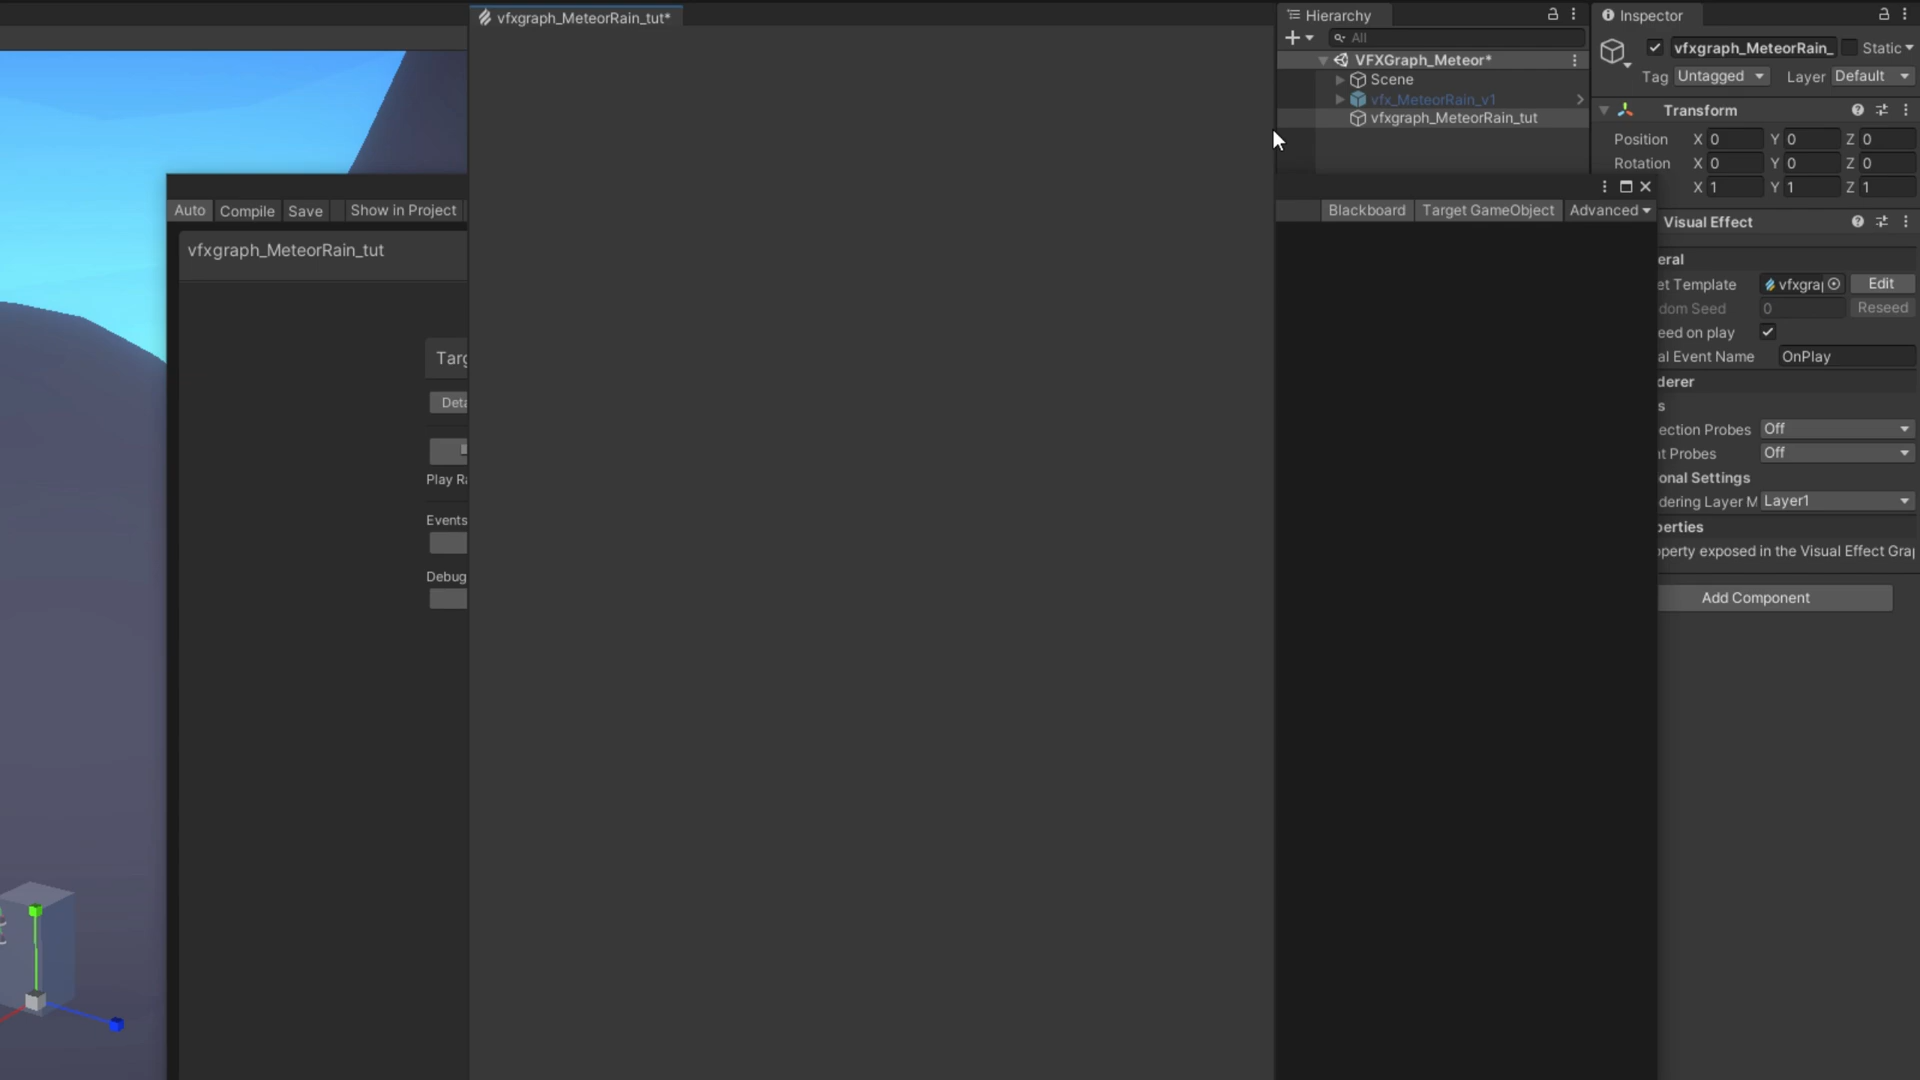 vfxgraph_MeteorRain_tut*
Hierarchy
All
VFXGraph_Meteor*
Scene
vfx_MeteorRain_v1
vfxgraph_MeteorRain_tut
Inspector
vfxgraph_MeteorRain_
Static
Tag Untagged
Layer Default
Transform
Position X 0 Y 0 Z 0
Rotation X 0 Y 0 Z 0
X 1 Y 1 Z 1
Auto Compile Save Show in Project
Blackboard Target GameObject Advanced
vfxgraph_MeteorRain_tut
Targ
Deta
Play Ra
Events
Debug
Visual Effect
eral
et Template vfxgra Edit
dom Seed 0 Reseed
eed on play
al Event Name OnPlay
derer
s
ection Probes Off
t Probes Off
onal Settings
dering Layer M Layer1
perties
operty exposed in the Visual Effect Gra
Add Component